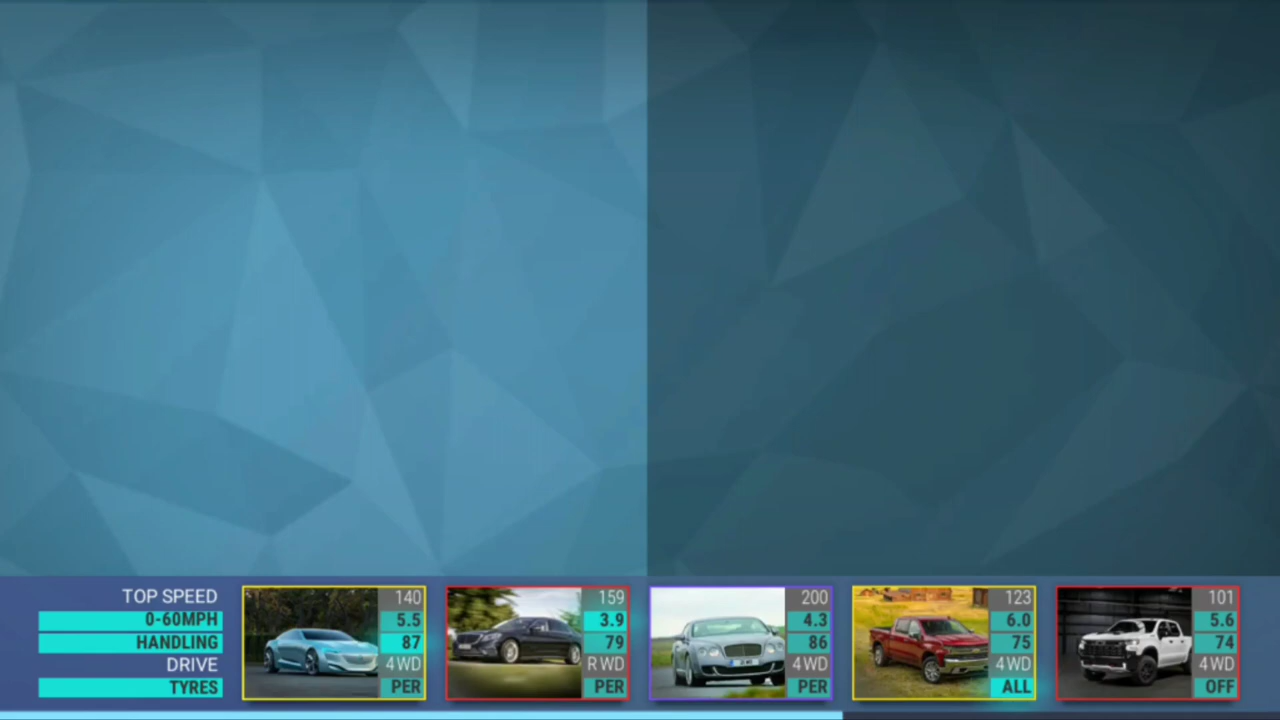 TOP SPEED
0-60MPH
HANDLING
DRIVE
TYRES
140
5.5
87
4WD
PER
159
3.9
79
RWD
PER
200
4.3
86
4WD
PER
123
6.0
75
4WD
ALL
101
5.6
74
4WD
OFF